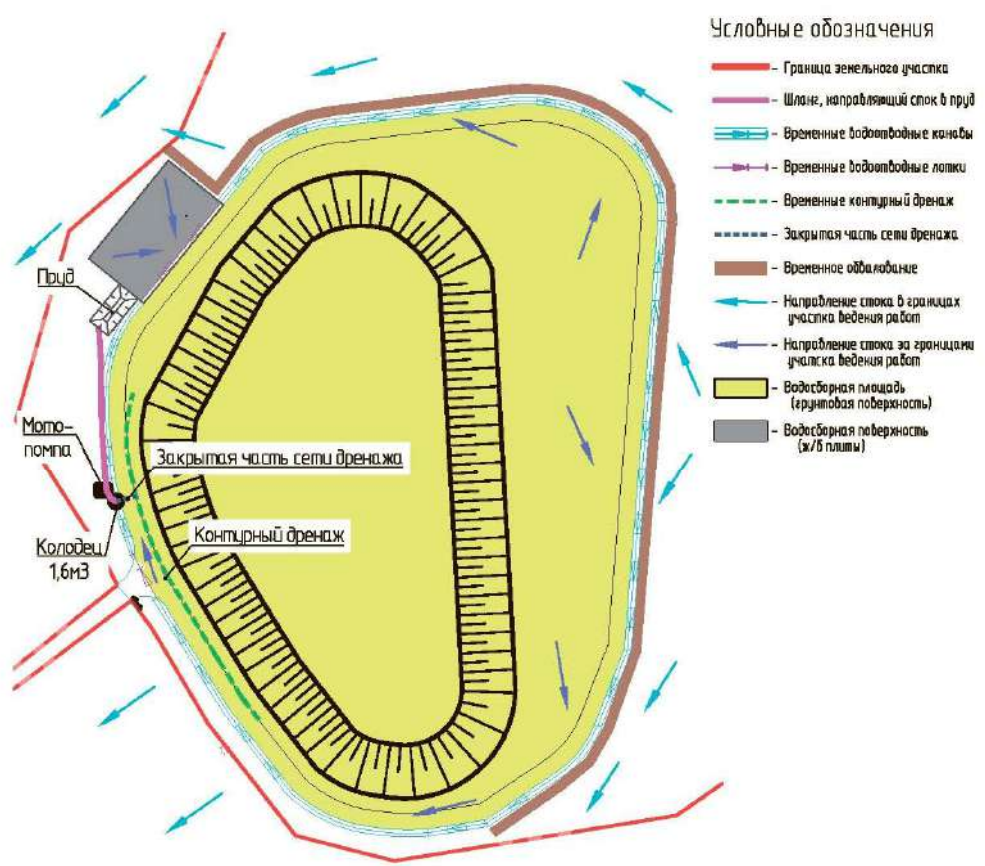 Условные обозначения
- Граница земельного участка
- Шланг, направляющий сток в пруд
- Временные водоотводные канавы
- Временные водоотводные лотки
- Временные контурный дренаж
- Закрытая часть сети дренажа
- Временное обвалование
- Направление стока в границах
участка ведения работ
- Направление стока за границами
участка ведения работ
- Водосборная площадь
(грунтовая поверхность)
- Водосборная поверхность
(ж/б плиты)
Пруд
Мото-
помпа
Закрытая часть сети дренажа
Контурный дренаж
Колодец
1,6м3